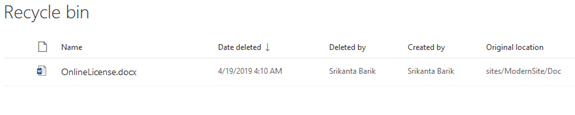 Recycle bin
Name Date deleted ↓ Deleted by Created by Original location
OnlineLicense.docx 4/19/2019 4:10 AM Srikanta Barik Srikanta Barik sites/ModernSite/Doc